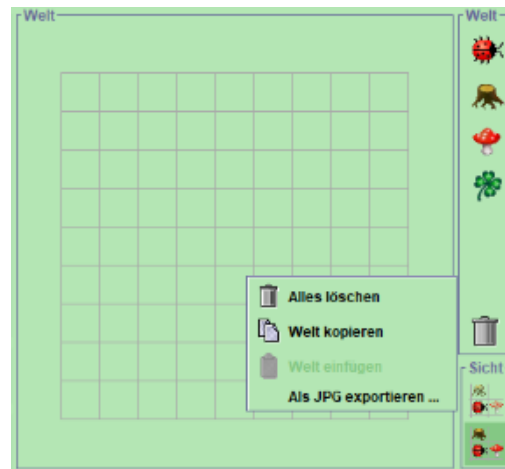 Welt
Welt
Alles löschen
Welt kopieren
Welt einfügen
Als JPG exportieren ...
Sicht